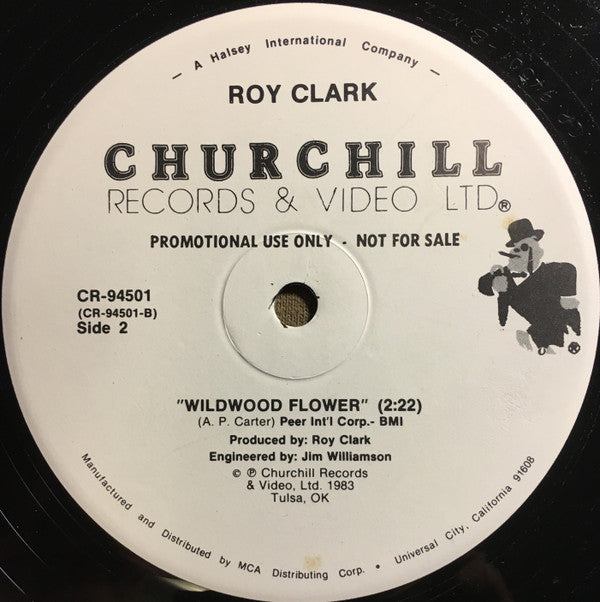 — A Halsey International Company —
ROY CLARK
CHURCHILL
RECORDS & VIDEO LTD®
PROMOTIONAL USE ONLY - NOT FOR SALE
CR-94501
(CR-94501-B)
Side 2
®
"WILDWOOD FLOWER" (2:22)
(A. P. Carter) Peer Int'l Corp.- BMI
Produced by: Roy Clark
Engineered by: Jim Williamson
© ℗ Churchill Records
& Video, Ltd. 1983
Tulsa, OK
Manufactured and Distributed by MCA Distributing Corp. • Universal City, California 91608